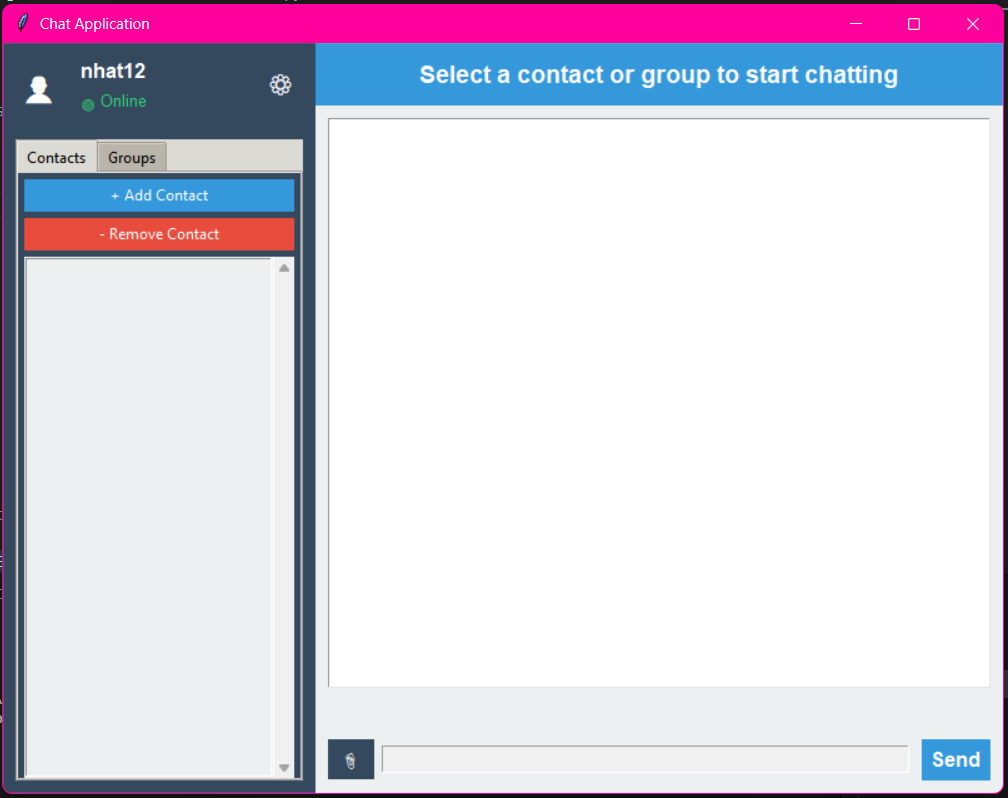 Chat Application
nhat12
Online
Select a contact or group to start chatting
Contacts
Groups
+ Add Contact
- Remove Contact
Send